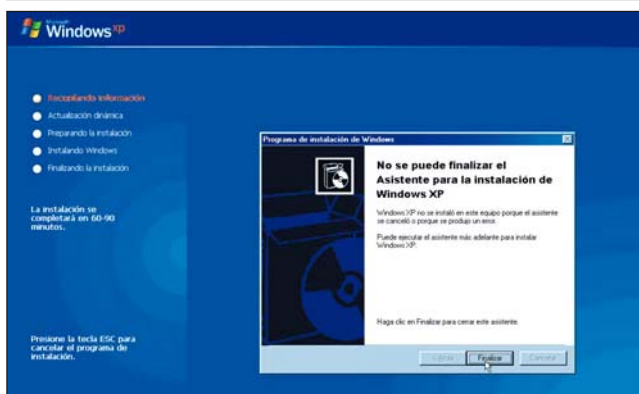 Microsoft
Windows xp
Recopilando información
Actualización dinámica
Preparando la instalación
Instalando Windows
Finalizando la instalación
La instalación se
completará en 60-90
minutos.
Presione la tecla ESC para
cancelar el programa de
instalación.
Programa de instalación de Windows
No se puede finalizar el
Asistente para la instalación de
Windows XP
Windows XP no se instaló en este equipo porque el asistente
se canceló o porque se produjo un error.
Puede ejecutar el asistente más adelante para instalar
Windows XP.
Haga clic en Finalizar para cerrar este asistente.
< Atrás Finalizar Cancelar